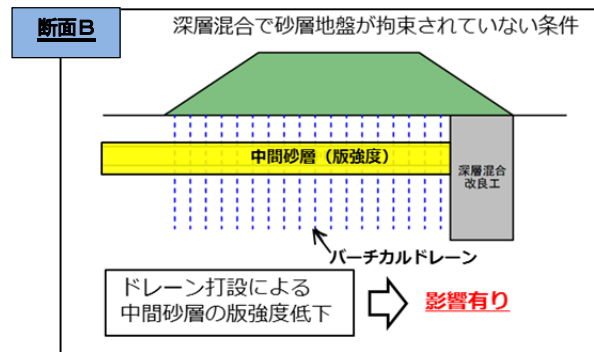 断面B
深層混合で砂層地盤が拘束されていない条件
中間砂層（版強度）
深層混合
改良工
バーチカルドレーン
ドレーン打設による
中間砂層の版強度低下
影響有り